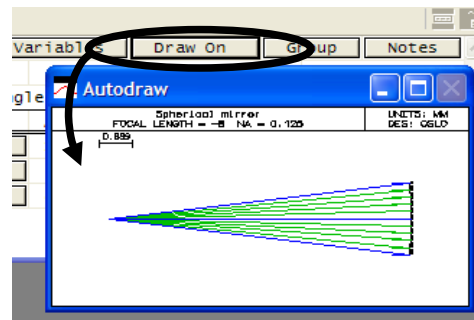 Variables Draw On Group Notes
gle
Autodraw
Spherical mirror
FOCAL LENGTH = -8 NA = 0.125
UNITS: MM
DES: OSLO
0.899